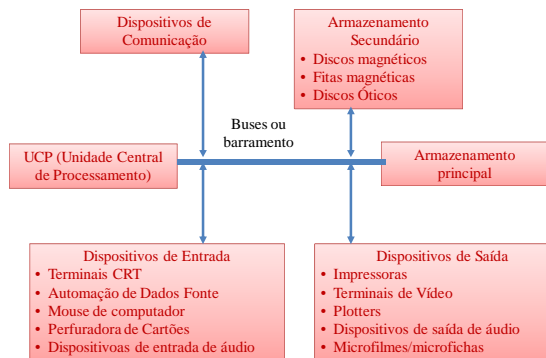 Dispositivos de
Comunicação
Armazenamento
Secundário
• Discos magnéticos
• Fitas magnéticas
• Discos Óticos
Buses ou
barramento
UCP (Unidade Central
de Processamento)
Armazenamento
principal
Dispositivos de Entrada
• Terminais CRT
• Automação de Dados Fonte
• Mouse de computador
• Perfuradora de Cartões
• Dispositivoas de entrada de áudio
Dispositivos de Saída
• Impressoras
• Terminais de Vídeo
• Plotters
• Dispositivos de saída de áudio
• Microfilmes/microfichas